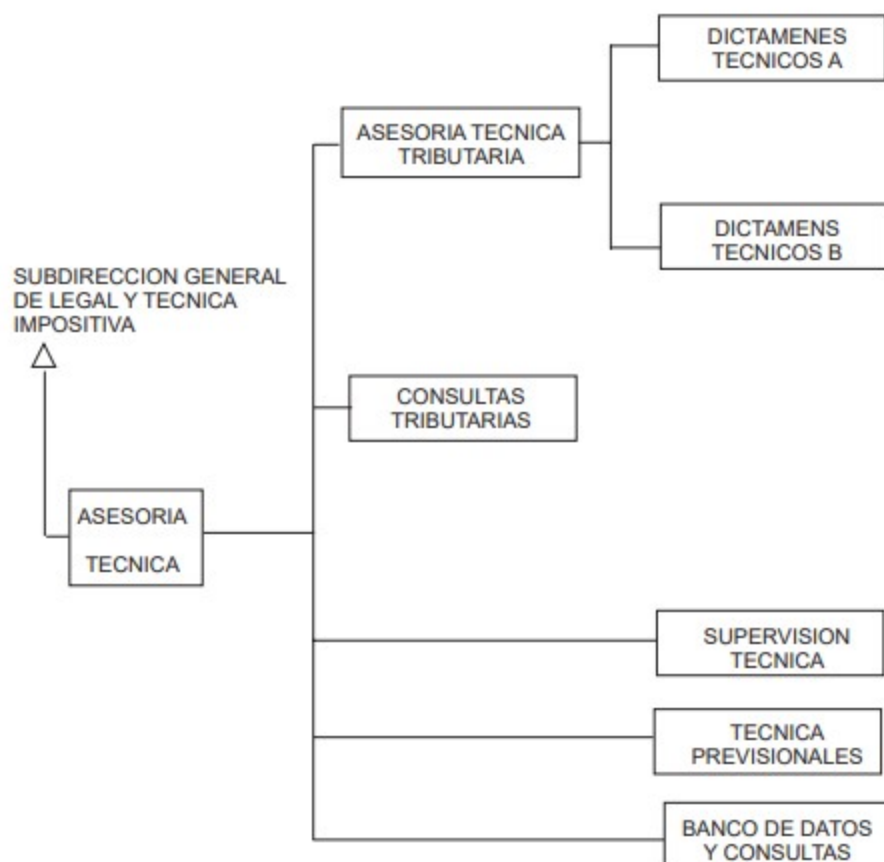 DICTAMENES
TECNICOS A
ASESORIA TECNICA
TRIBUTARIA
DICTAMENS
TECNICOS B
SUBDIRECCION GENERAL
DE LEGAL Y TECNICA
IMPOSITIVA
CONSULTAS
TRIBUTARIAS
ASESORIA
TECNICA
SUPERVISION
TECNICA
TECNICA
PREVISIONALES
BANCO DE DATOS
Y CONSULTAS